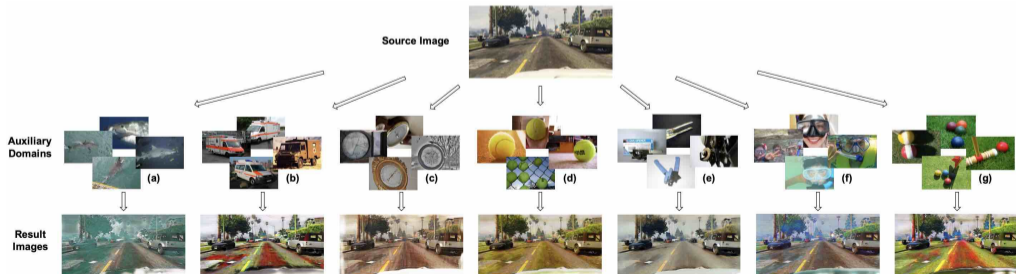 Source Image
Auxiliary
Domains
(a)
(b)
(c)
(d)
(e)
(f)
(g)
Result
Images